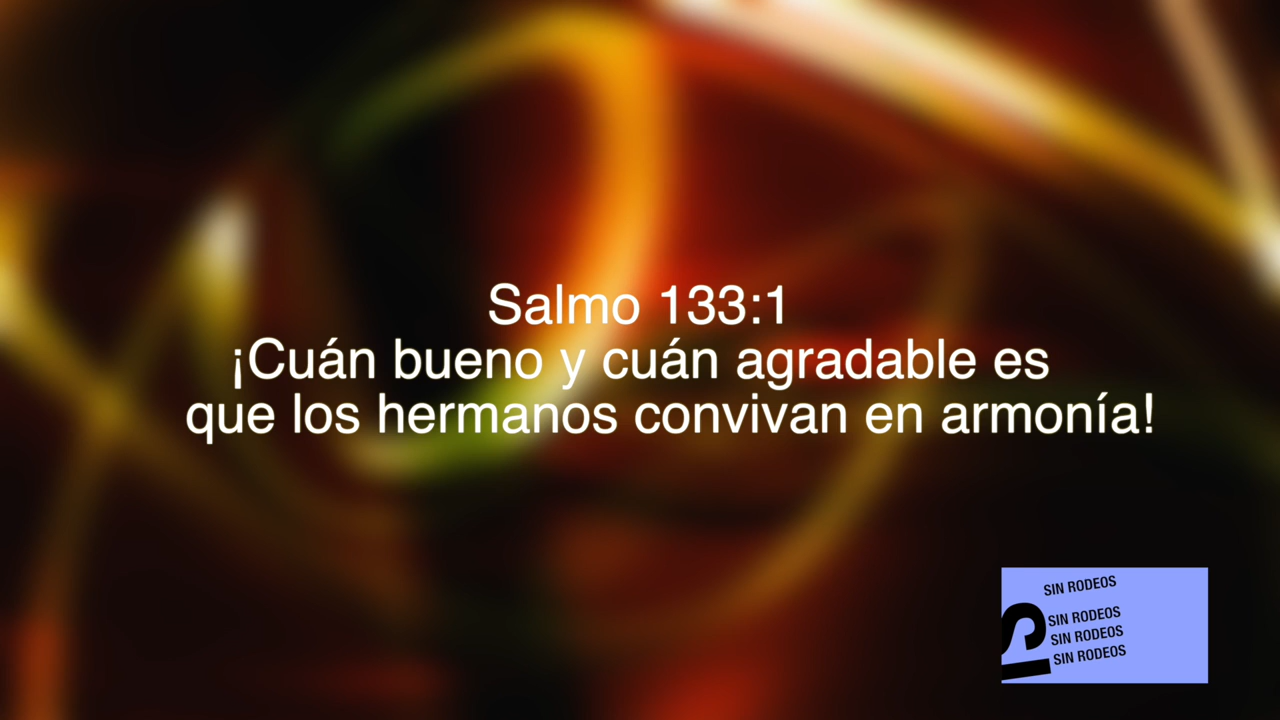 Salmo 133:1
¡Cuán bueno y cuán agradable es
que los hermanos convivan en armonía!
SIN RODEOS
SIN RODEOS
SIN RODEOS
SIN RODEOS